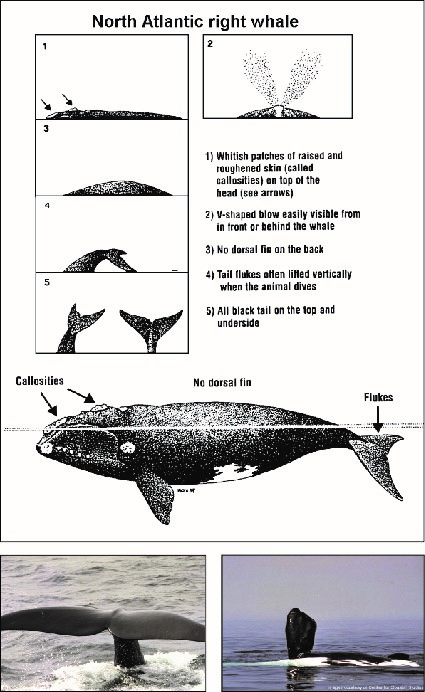 North Atlantic right whale
1
2
3
4
5
1) Whitish patches of raised and
roughened skin (called
callosities) on top of the
head (see arrows)
2) V-shaped blow easily visible from
in front or behind the whale
3) No dorsal fin on the back
4) Tail flukes often lifted vertically
when the animal dives
5) All black tail on the top and
underside
Callosities
No dorsal fin
Flukes